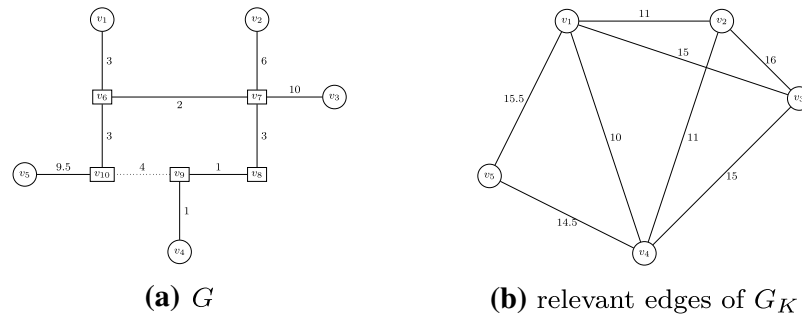 v1 v2 v1 11 v2
3 6 15 16
v6 2 v7 10 v3 v3
15.5
3 3 10 11
v5 9.5 v10 4 v9 1 v8 15
v5
1 14.5
v4 v4
(a) G (b) relevant edges of GK